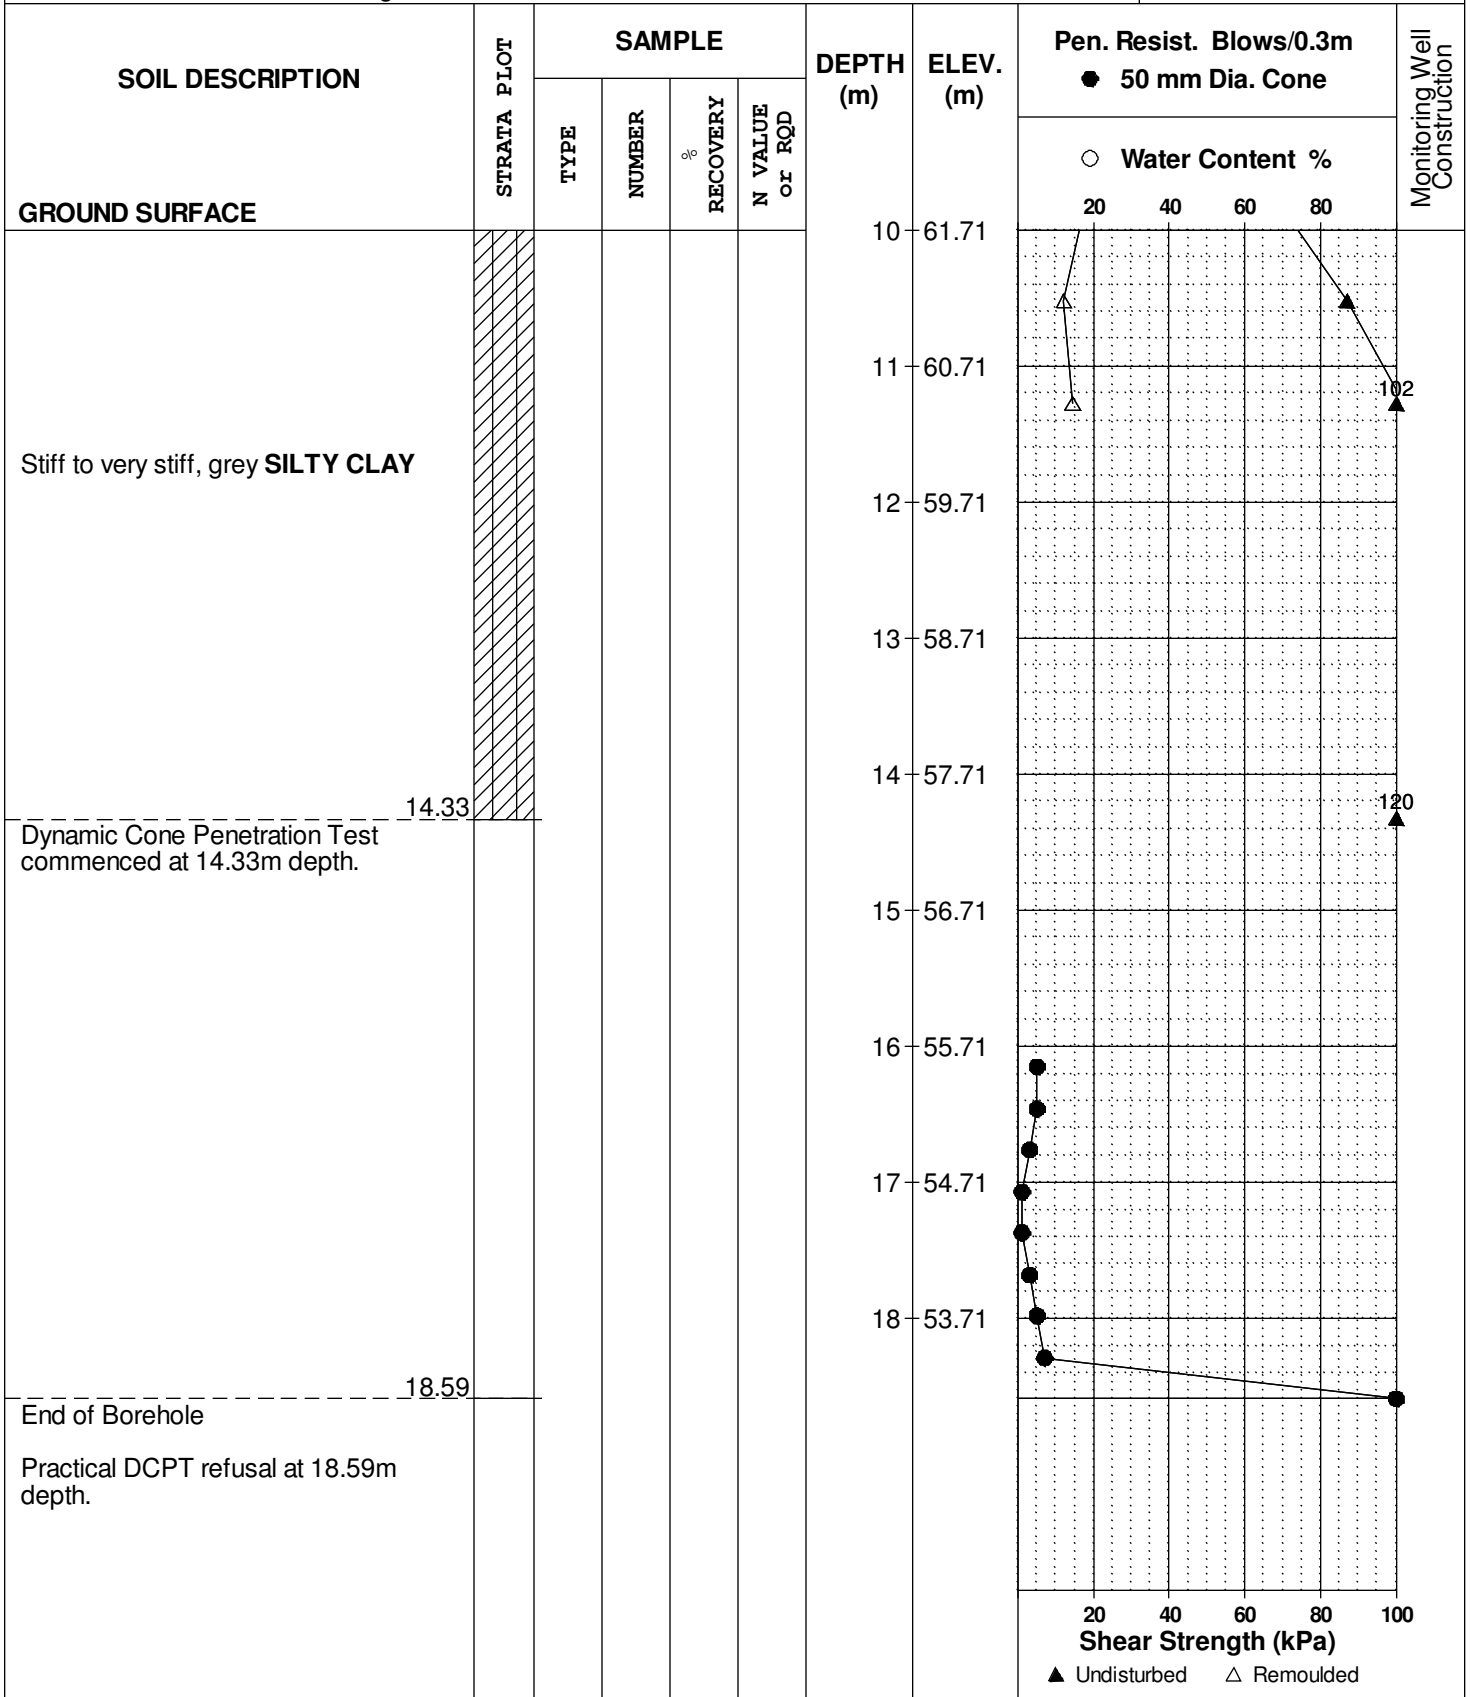 SOIL DESCRIPTION
GROUND SURFACE
STRATA PLOT
SAMPLE
TYPE
NUMBER
%
RECOVERY
N VALUE
or RQD
DEPTH
(m)
ELEV.
(m)
Pen. Resist. Blows/0.3m
● 50 mm Dia. Cone
○ Water Content %
20 40 60 80
Monitoring Well
Construction
10 61.71
11 60.71
102
Stiff to very stiff, grey SILTY CLAY
12 59.71
13 58.71
14 57.71
120
14.33
Dynamic Cone Penetration Test
commenced at 14.33m depth.
15 56.71
16 55.71
17 54.71
18 53.71
18.59
End of Borehole
Practical DCPT refusal at 18.59m
depth.
20 40 60 80 100
Shear Strength (kPa)
▲ Undisturbed △ Remoulded